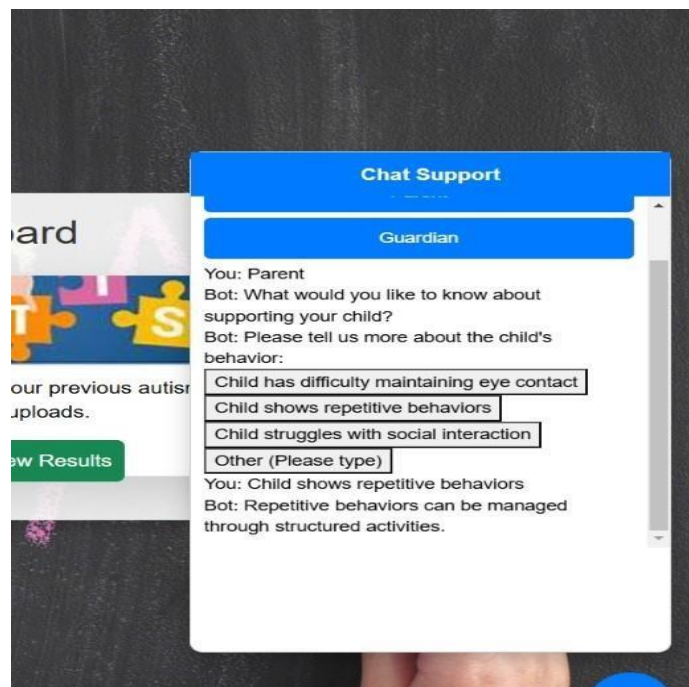 Chat Support
Guardian
You: Parent
Bot: What would you like to know about
supporting your child?
Bot: Please tell us more about the child's
behavior:
Child has difficulty maintaining eye contact
Child shows repetitive behaviors
Child struggles with social interaction
Other (Please type)
You: Child shows repetitive behaviors
Bot: Repetitive behaviors can be managed
through structured activities.
ard
T
I
S
our previous autis
uploads.
ew Results